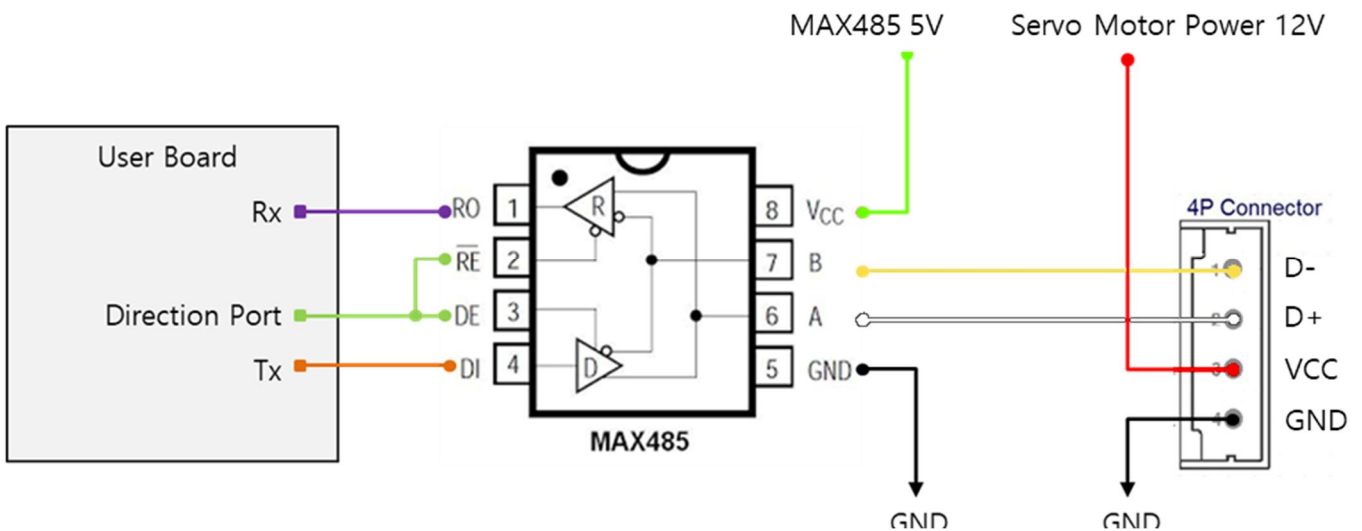 MAX485 5V
Servo Motor Power 12V
User Board
Rx
Direction Port
Tx
RO
RE
DE
DI
1
2
3
4
R
D
8
7
6
5
VCC
B
A
GND
MAX485
4P Connector
1
2
3
4
D-
D+
VCC
GND
GND
GND